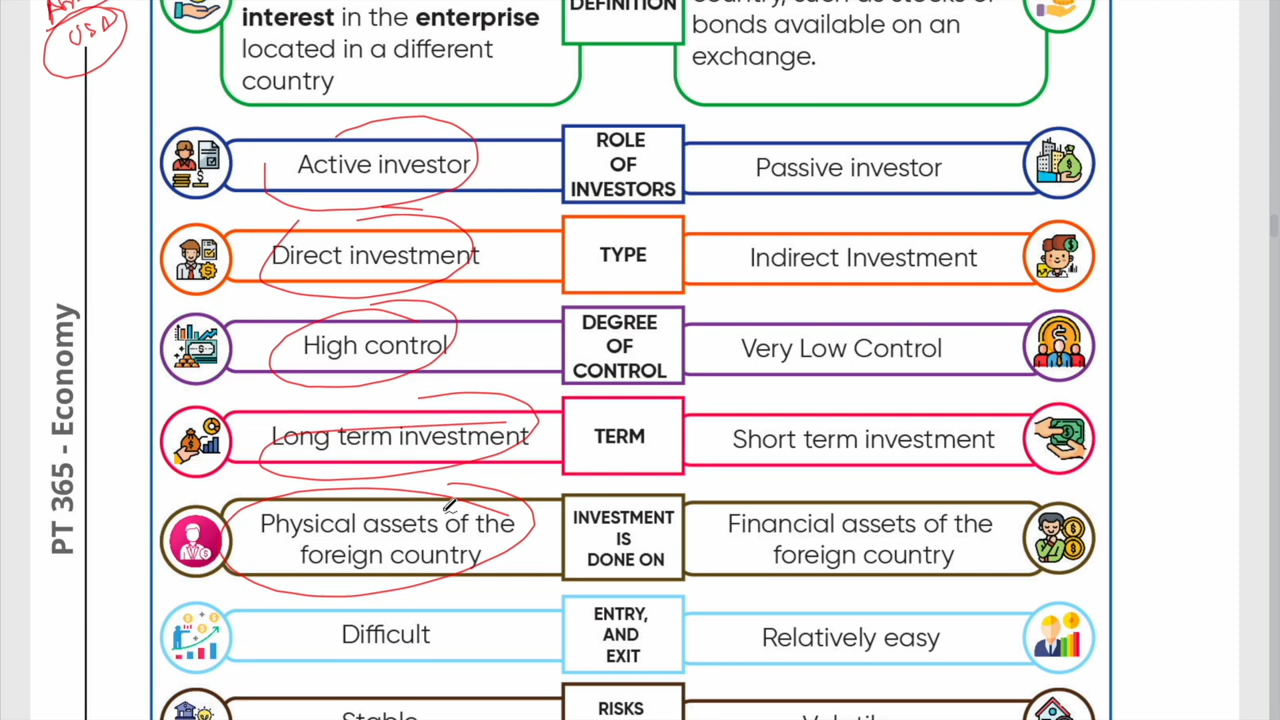 USA
interest in the enterprise
located in a different
country
DEFINITION
bonds available on an
exchange.
Active investor
ROLE
OF
INVESTORS
Passive investor
Direct investment
TYPE
Indirect Investment
High control
DEGREE
OF
CONTROL
Very Low Control
Long term investment
TERM
Short term investment
Physical assets of the
foreign country
INVESTMENT
IS
DONE ON
Financial assets of the
foreign country
Difficult
ENTRY,
AND
EXIT
Relatively easy
Stable
RISKS
PT 365 - Economy